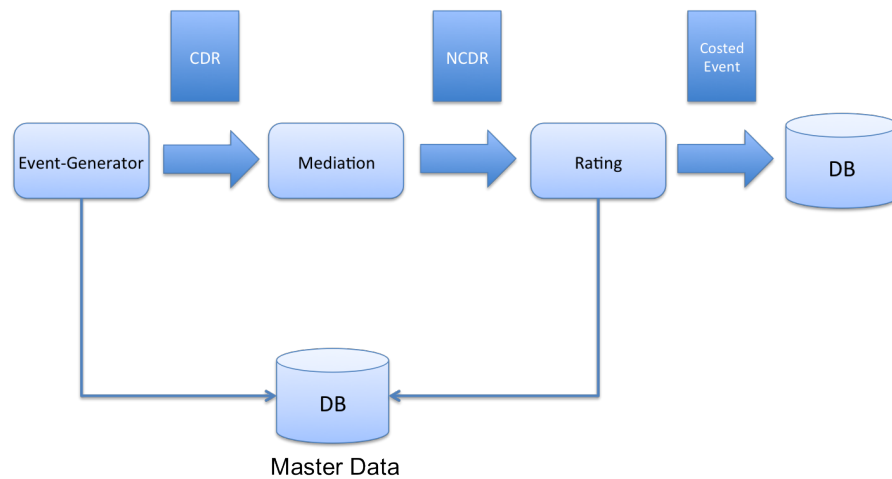 CDR
NCDR
Costed
Event
Event-Generator
Mediation
Rating
DB
DB
Master Data